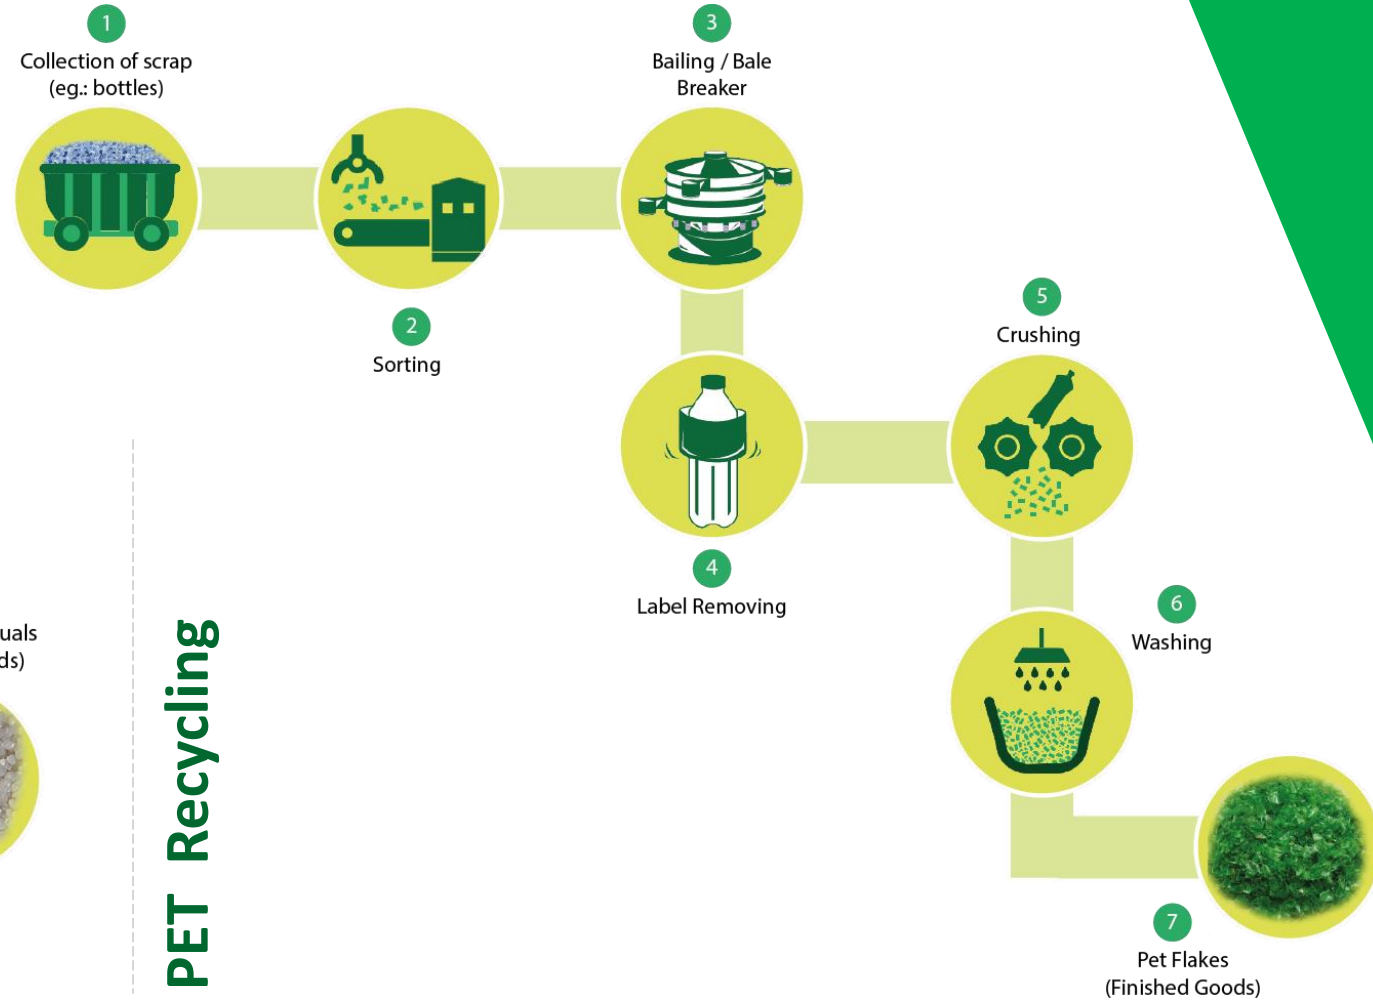 1
Collection of scrap
(eg.: bottles)
2
Sorting
3
Bailing / Bale
Breaker
4
Label Removing
5
Crushing
6
Washing
7
Pet Flakes
(Finished Goods)
PET Recycling